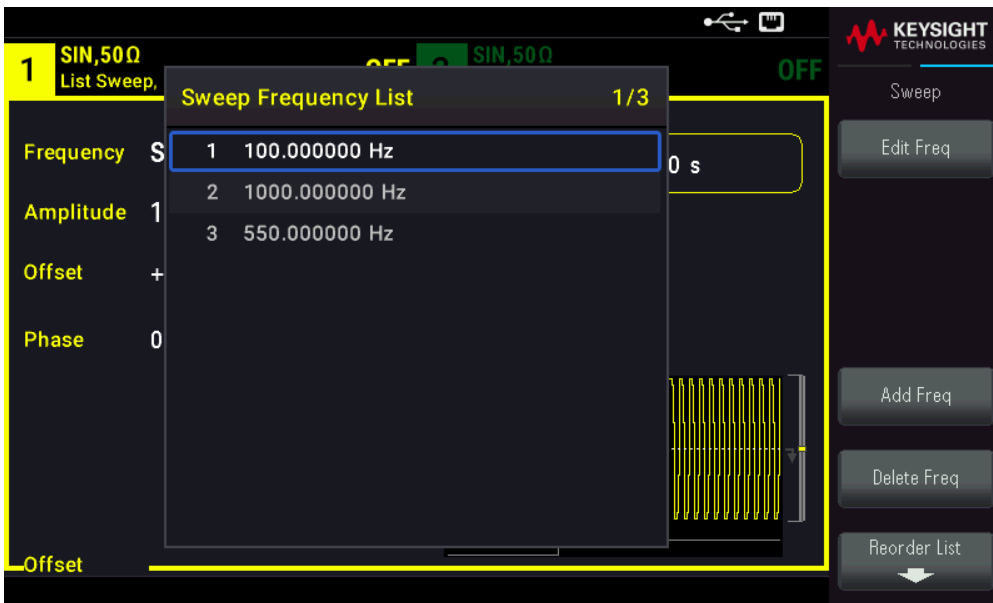 KEYSIGHT
TECHNOLOGIES
1
SIN,50Ω
List Sweep,
SIN,50Ω
OFF
Sweep
Sweep Frequency List 1/3
1 100.000000 Hz
2 1000.000000 Hz
3 550.000000 Hz
Frequency S
0 s
Amplitude 1
Offset +
Phase 0
Offset
Edit Freq
Add Freq
Delete Freq
Reorder List